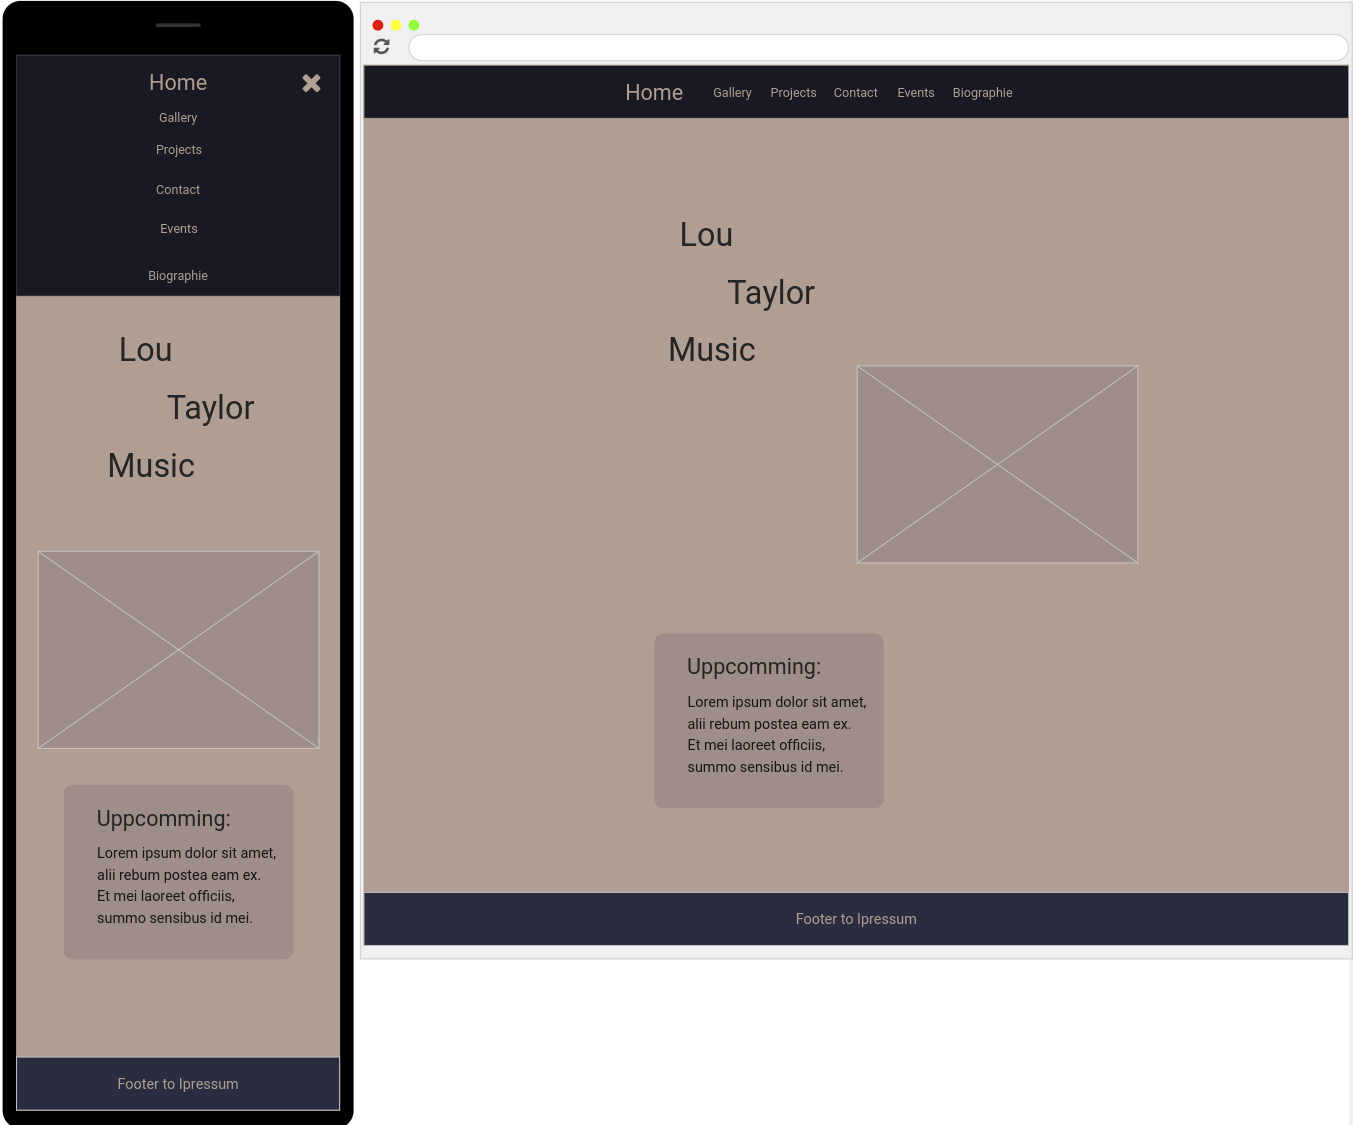 Home
Gallery
Projects
Contact
Events
Biographie
Lou
Taylor
Music
Uppcomming:
Lorem ipsum dolor sit amet,
alii rebum postea eam ex.
Et mei laoreet officiis,
summo sensibus id mei.
Footer to Ipressum
Home Gallery Projects Contact Events Biographie
Lou
Taylor
Music
Uppcomming:
Lorem ipsum dolor sit amet,
alii rebum postea eam ex.
Et mei laoreet officiis,
summo sensibus id mei.
Footer to Ipressum